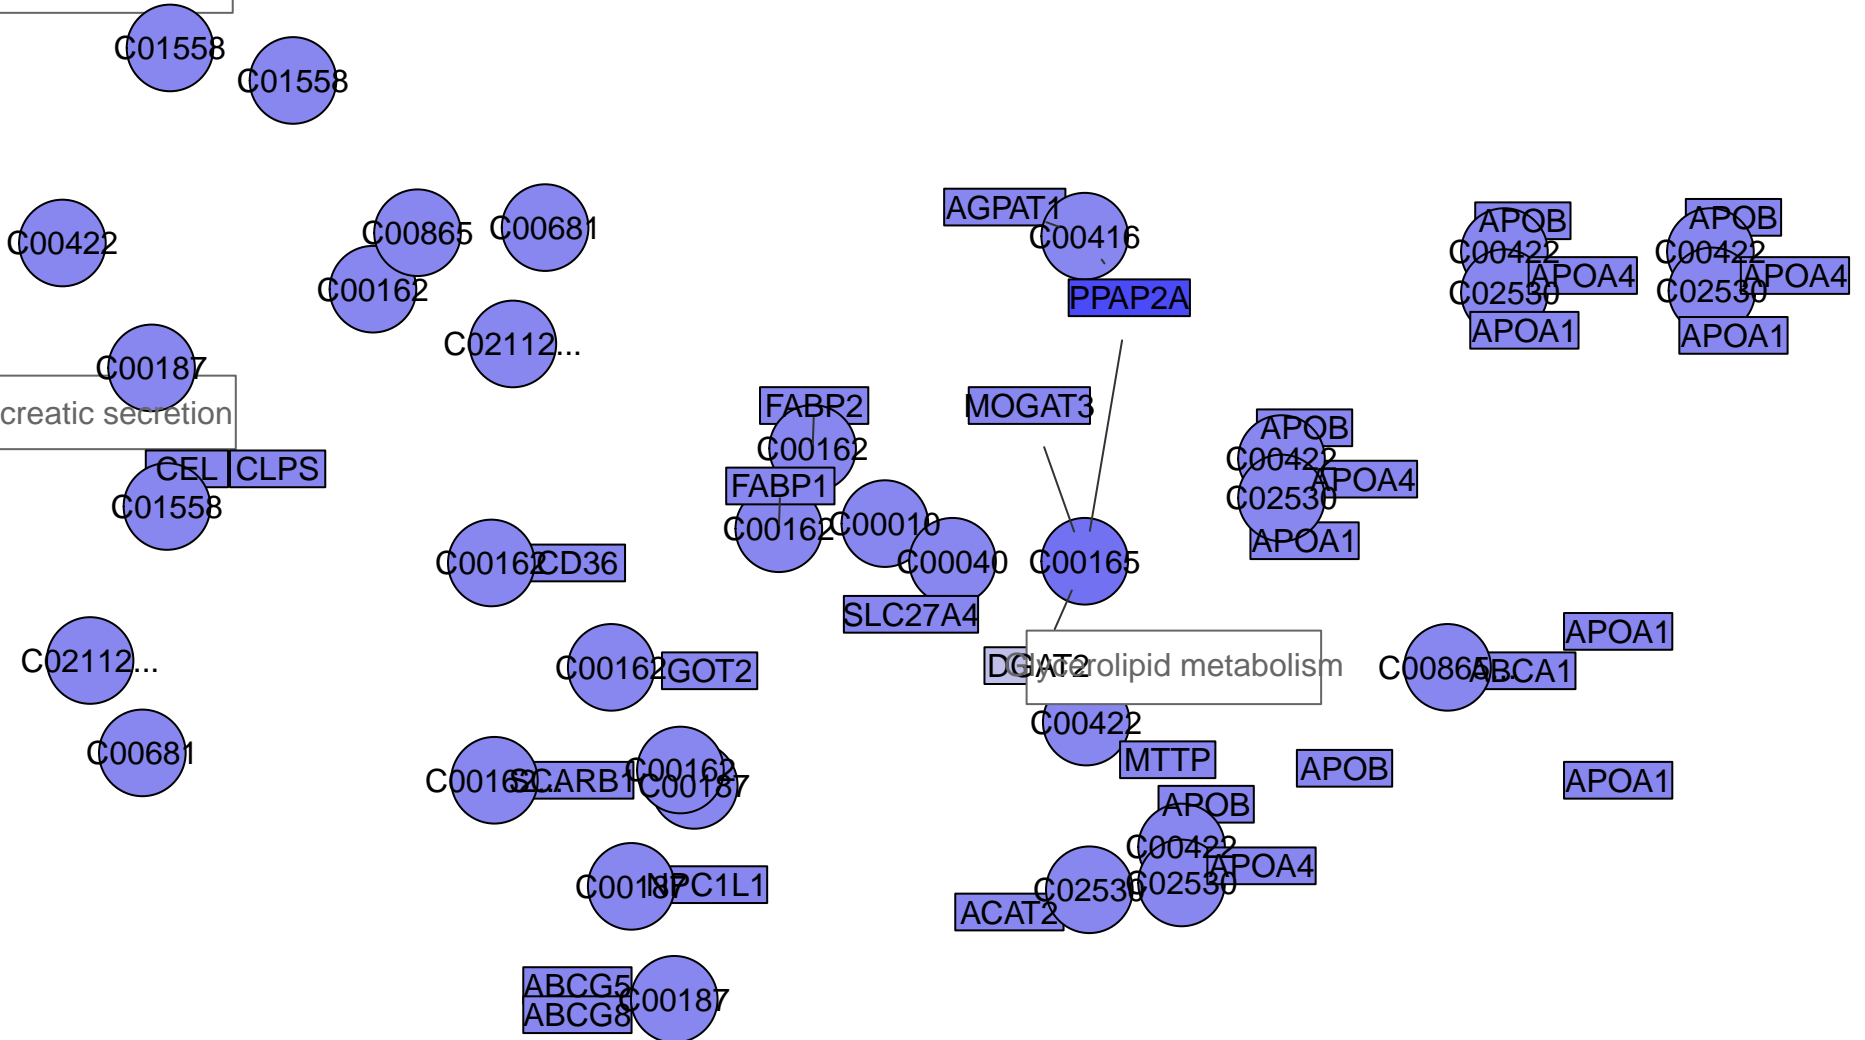 C01558
C01558
AGPAT1
APOB
APOB
C00422
C00865
C00681
C00416
C00422
C00422
APOA4
APOA4
C00162
PPAP2A
C02530
C02530
APOA1
APOA1
C02112...
C00187
creatic secretion
FABP2
MOGAT3
APOB
C00162
C00422
CEL
CLPS
FABP1
APOA4
C01558
C00162
C00010
C02530
APOA1
C00162
CD36
C00040
C00165
SLC27A4
APOA1
C02112...
C00162
GOT2
DGAT2
Glycerolipid metabolism
C00865...
ABCA1
C00422
C00681
MTTP
APOB
APOA1
C00162...
SCARB1
C00162
C00187
APOB
C00422
APOA4
C00187
NPC1L1
C02530
C02530
ACAT2
ABCG5
C00187
ABCG8